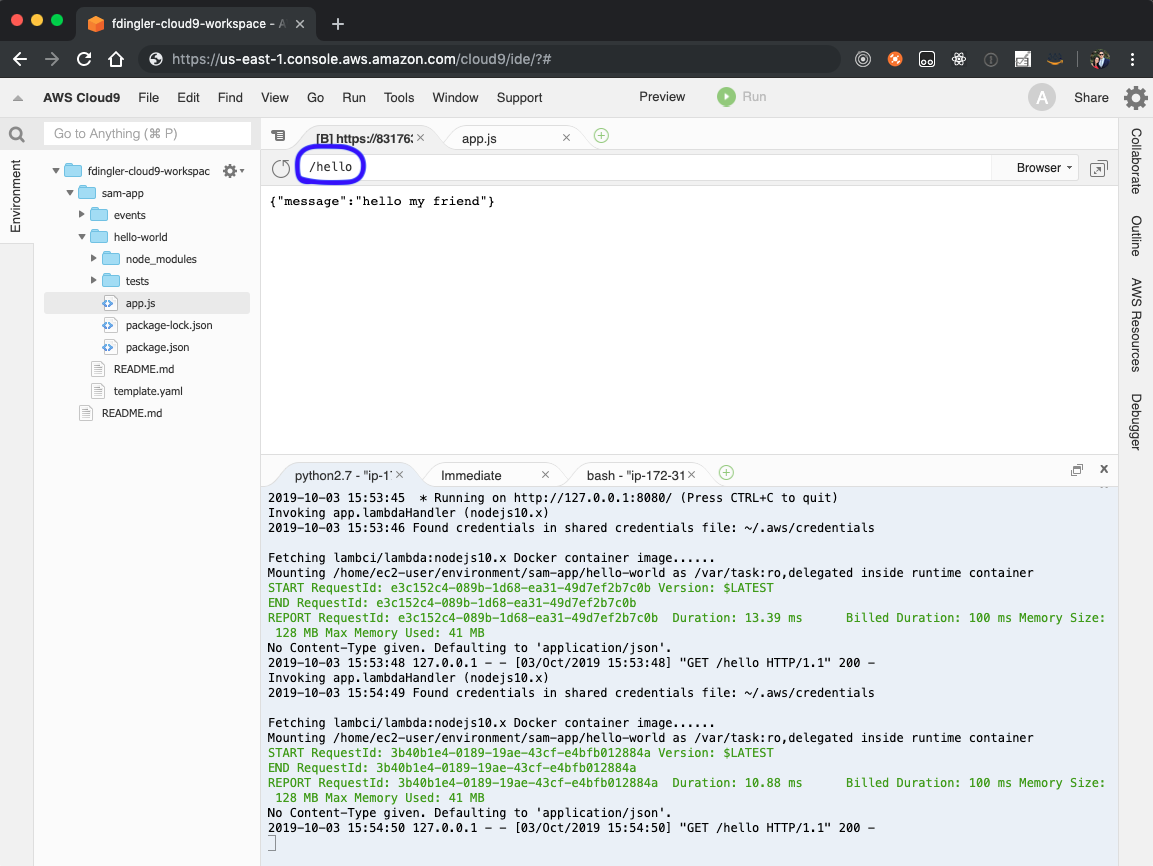 fdingler-cloud9-workspace - A
https://us-east-1.console.aws.amazon.com/cloud9/ide/?#
AWS Cloud9 File Edit Find View Go Run Tools Window Support Preview Run A Share
Go to Anything (⌘ P)
[B] https://83176 app.js
/hello Browser
{"message":"hello my friend"}
Environment
fdingler-cloud9-workspac
sam-app
events
hello-world
node_modules
tests
app.js
package-lock.json
package.json
README.md
template.yaml
README.md
Collaborate
Outline
AWS Resources
Debugger
python2.7 - "ip-17 Immediate bash - "ip-172-31
2019-10-03 15:53:45  * Running on http://127.0.0.1:8080/ (Press CTRL+C to quit)
Invoking app.lambdaHandler (nodejs10.x)
2019-10-03 15:53:46 Found credentials in shared credentials file: ~/.aws/credentials
Fetching lambci/lambda:nodejs10.x Docker container image......
Mounting /home/ec2-user/environment/sam-app/hello-world as /var/task:ro,delegated inside runtime container
START RequestId: e3c152c4-089b-1d68-ea31-49d7ef2b7c0b Version: $LATEST
END RequestId: e3c152c4-089b-1d68-ea31-49d7ef2b7c0b
REPORT RequestId: e3c152c4-089b-1d68-ea31-49d7ef2b7c0b  Duration: 13.39 ms      Billed Duration: 100 ms Memory Size:
128 MB Max Memory Used: 41 MB
No Content-Type given. Defaulting to 'application/json'.
2019-10-03 15:53:48 127.0.0.1 - - [03/Oct/2019 15:53:48] "GET /hello HTTP/1.1" 200 -
Invoking app.lambdaHandler (nodejs10.x)
2019-10-03 15:54:49 Found credentials in shared credentials file: ~/.aws/credentials
Fetching lambci/lambda:nodejs10.x Docker container image......
Mounting /home/ec2-user/environment/sam-app/hello-world as /var/task:ro,delegated inside runtime container
START RequestId: 3b40b1e4-0189-19ae-43cf-e4bfb012884a Version: $LATEST
END RequestId: 3b40b1e4-0189-19ae-43cf-e4bfb012884a
REPORT RequestId: 3b40b1e4-0189-19ae-43cf-e4bfb012884a  Duration: 10.88 ms      Billed Duration: 100 ms Memory Size:
128 MB Max Memory Used: 41 MB
No Content-Type given. Defaulting to 'application/json'.
2019-10-03 15:54:50 127.0.0.1 - - [03/Oct/2019 15:54:50] "GET /hello HTTP/1.1" 200 -